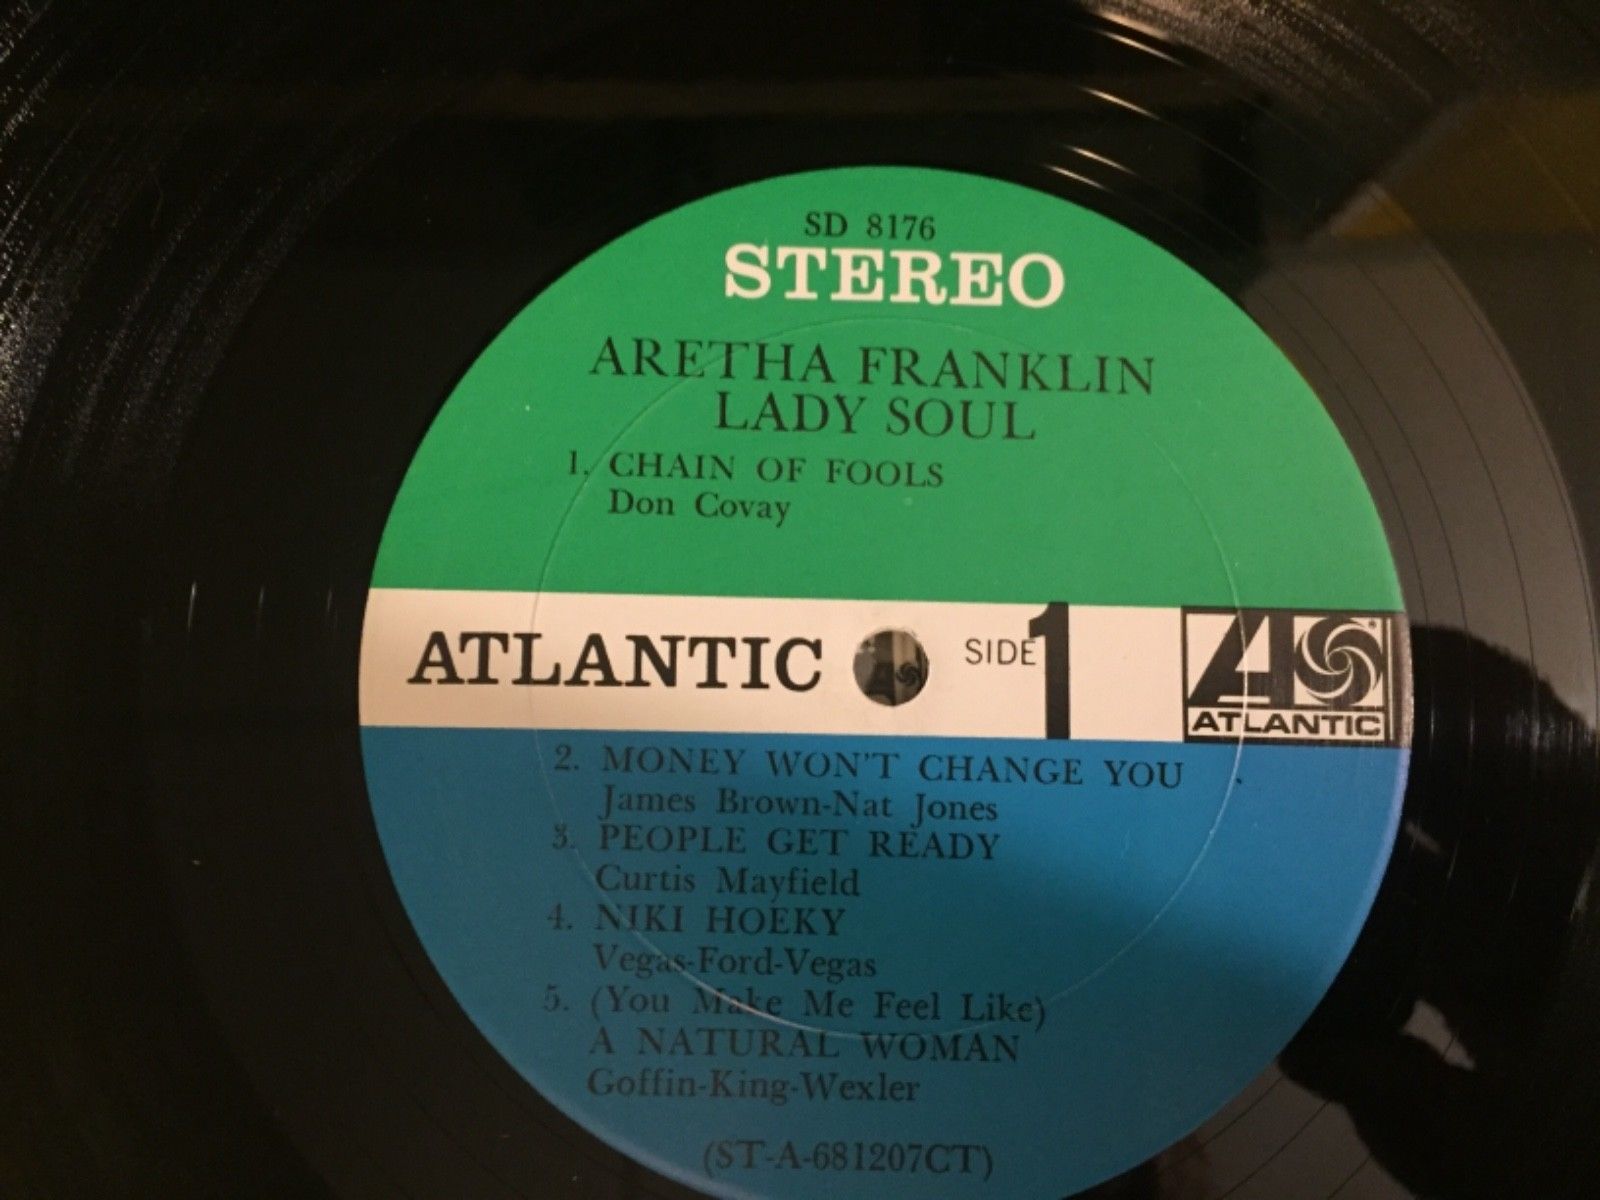 SD 8176
STEREO
ARETHA FRANKLIN
LADY SOUL
1. CHAIN OF FOOLS
Don Covay
ATLANTIC SIDE 1 ATLANTIC
2. MONEY WON'T CHANGE YOU
James Brown-Nat Jones
3. PEOPLE GET READY
Curtis Mayfield
4. NIKI HOEKY
Vegas-Ford-Vegas
5. (You Make Me Feel Like)
A NATURAL WOMAN
Goffin-King-Wexler
(ST-A-681207CT)